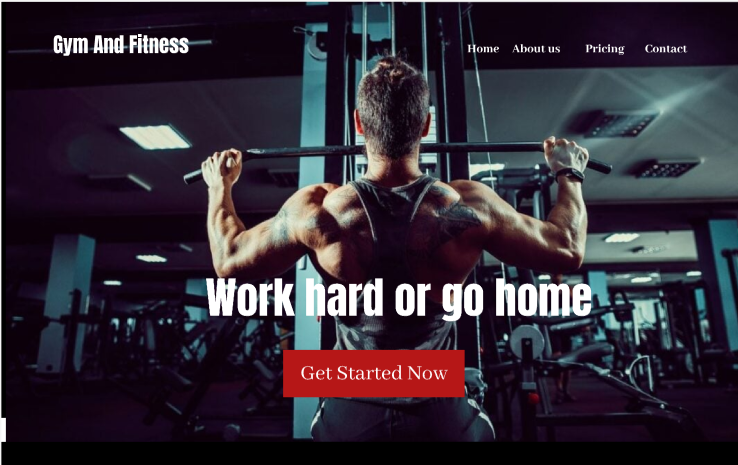 Gym And Fitness
Home About us Pricing Contact
Work hard or go home
Get Started Now